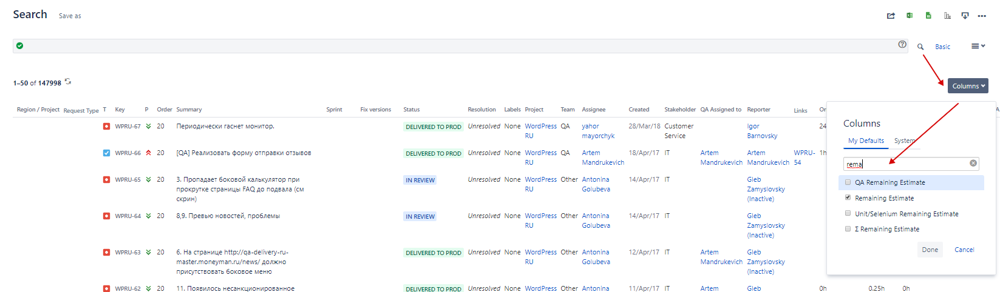 Search Save as
Basic
1–50 of 147998
Columns
Region / Project Request Type T Key P Order Summary Sprint Fix versions Status Resolution Labels Project Team Assignee Created Stakeholder QA Assigned to Reporter Links Or A
WPRU-67 20 Периодически гаснет монитор. DELIVERED TO PROD Unresolved None WordPress QA yahor 28/Mar/18 Customer Igor 24
RU mayorchyk Service Barnovsky
WPRU-66 20 [QA] Реализовать форму отправки отзывов DELIVERED TO PROD Unresolved None WordPress QA Artem 18/Apr/17 IT Artem Artem WPRU- 1h
RU Mandrukevich Mandrukevich Mandrukevich 54
WPRU-65 20 3. Пропадает боковой калькулятор при IN REVIEW Unresolved None WordPress Other Antonina 14/Apr/17 IT Gleb
прокрутке страницы FAQ до подвала (см RU Golubeva Zamyslovsky
скрин) (Inactive)
WPRU-64 20 8,9. Превью новостей, проблемы IN REVIEW Unresolved None WordPress Other Antonina 14/Apr/17 IT Gleb
RU Golubeva Zamyslovsky
(Inactive)
WPRU-63 20 6. На странице http://qa-delivery-ru- DELIVERED TO PROD Unresolved None WordPress Other Antonina 12/Apr/17 IT Artem Gleb
master.moneyman.ru/news/ должно RU Golubeva Mandrukevich Zamyslovsky
присутствовать боковое меню (Inactive)
WPRU-62 20 11. Появилось несанкционированное DELIVERED TO PROD Unresolved None WordPress Other Antonina 11/Apr/17 IT Artem Gleb 0h 0.25h 0h
Columns
My Defaults System
rema
QA Remaining Estimate
Remaining Estimate
Unit/Selenium Remaining Estimate
Σ Remaining Estimate
Done Cancel